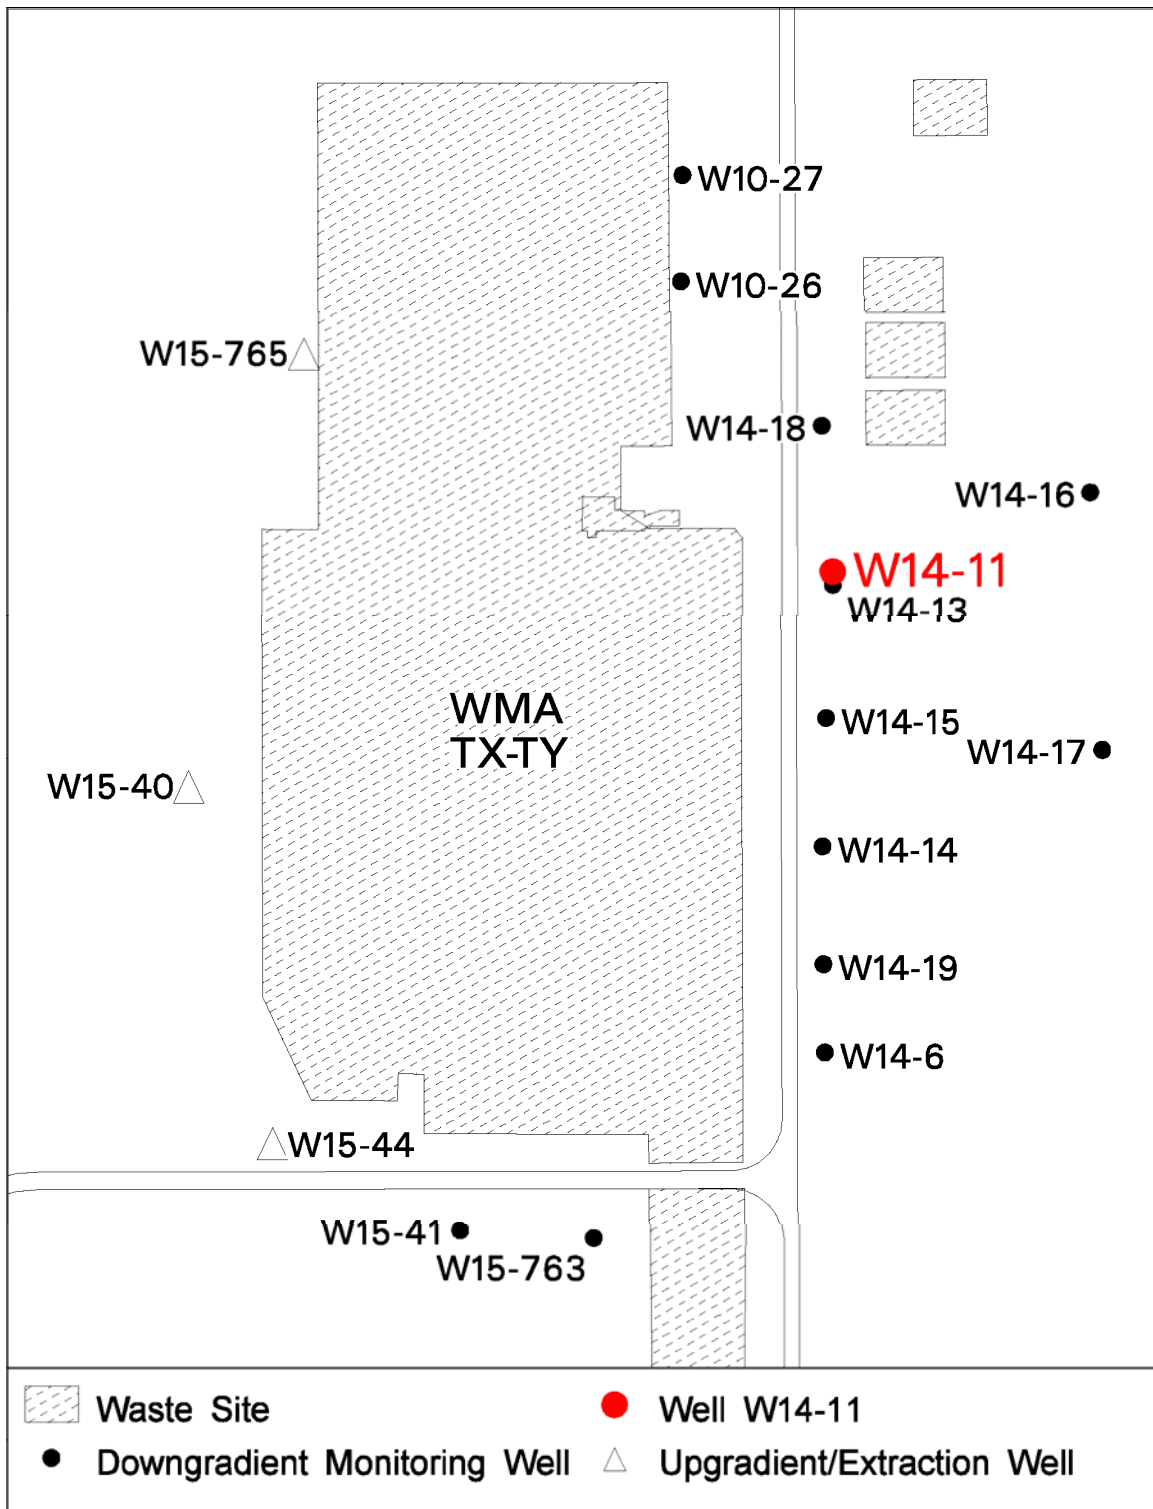 W10-27
W10-26
W15-765
W14-18
W14-16
W14-11
W14-13
WMA
TX-TY
W14-15
W14-17
W15-40
W14-14
W14-19
W14-6
W15-44
W15-41
W15-763
Waste Site
Well W14-11
Downgradient Monitoring Well
Upgradient/Extraction Well